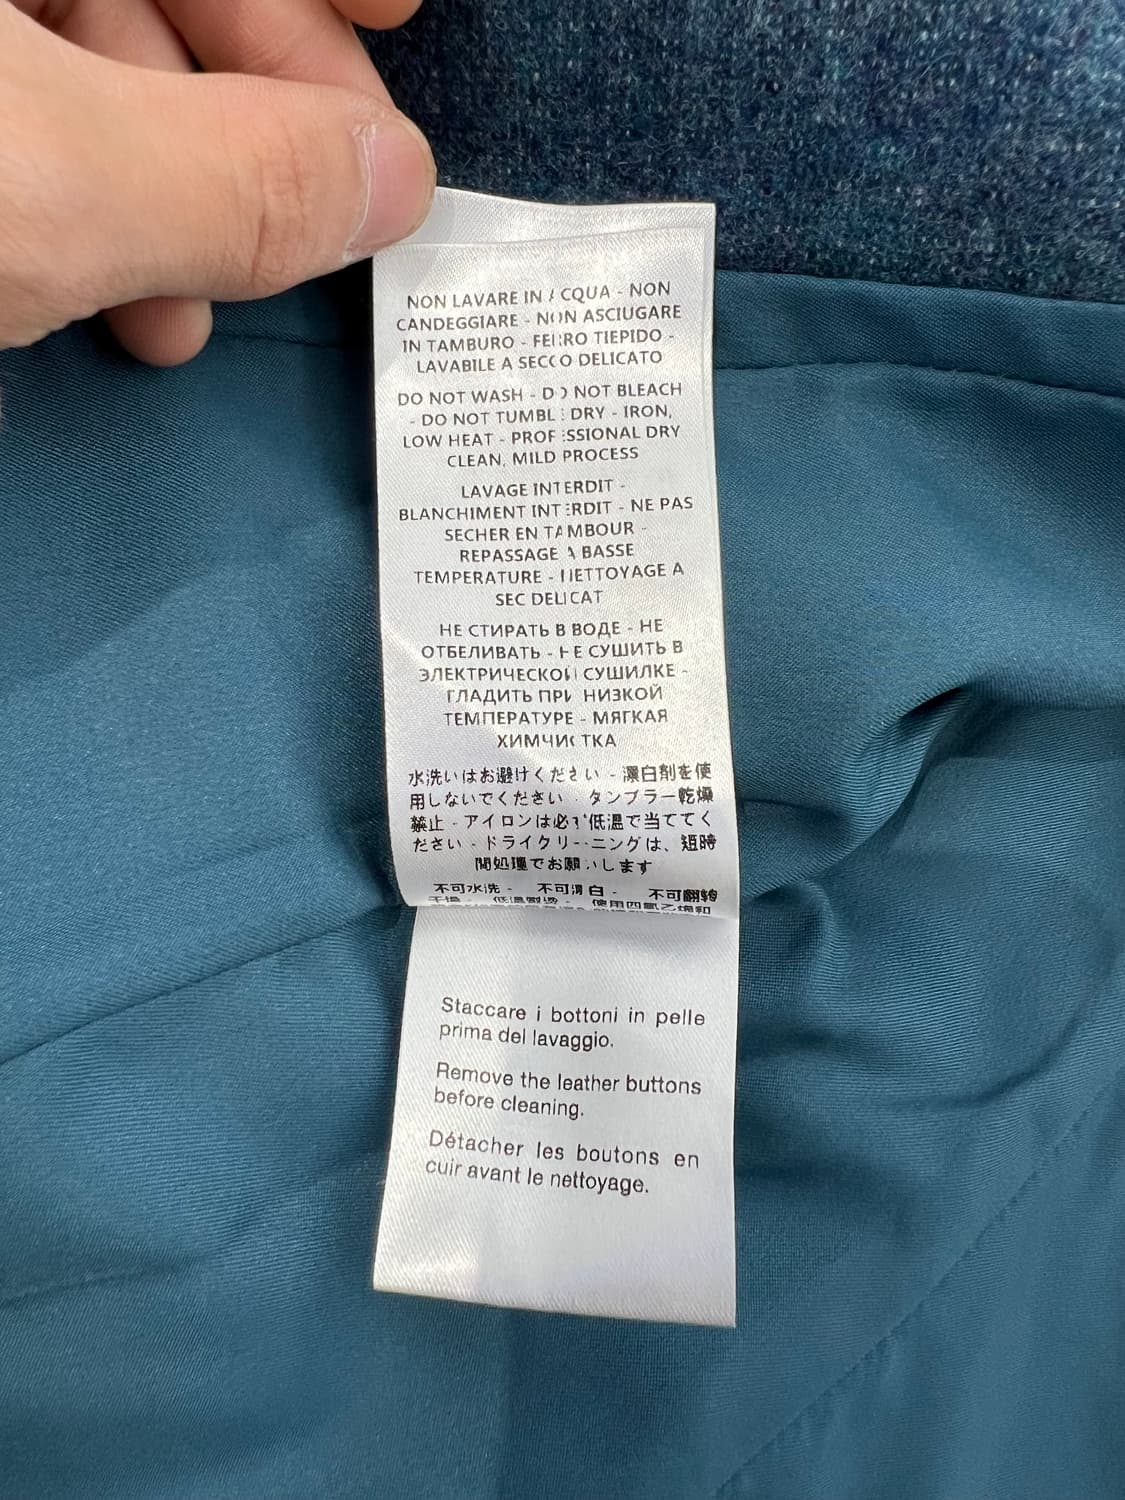 NON LAVARE IN ACQUA - NON
CANDEGGIARE - NON ASCIUGARE
IN TAMBURO - FERRO TIEPIDO -
LAVABILE A SECCO DELICATO
DO NOT WASH - DO NOT BLEACH
- DO NOT TUMBLE DRY - IRON,
LOW HEAT - PROFESSIONAL DRY
CLEAN, MILD PROCESS
LAVAGE INTERDIT -
BLANCHIMENT INTERDIT - NE PAS
SECHER EN TAMBOUR -
REPASSAGE A BASSE
TEMPERATURE - NETTOYAGE A
SEC DELICAT
НЕ СТИРАТЬ В ВОДЕ - НЕ
ОТБЕЛИВАТЬ - НЕ СУШИТЬ В
ЭЛЕКТРИЧЕСКОЙ СУШИЛКЕ -
ГЛАДИТЬ ПРИ НИЗКОЙ
ТЕМПЕРАТУРЕ - МЯГКАЯ
ХИМЧИСТКА
水洗いはお避けください - 漂白剤を使
用しないでください - タンブラー乾燥
禁止 - アイロンは必ず低温で当ててく
ださい - ドライクリーニングは、短時
間処理でお願いします
不可水洗 - 不可漂白 - 不可翻转
Staccare i bottoni in pelle
prima del lavaggio.
Remove the leather buttons
before cleaning.
Détacher les boutons en
cuir avant le nettoyage.